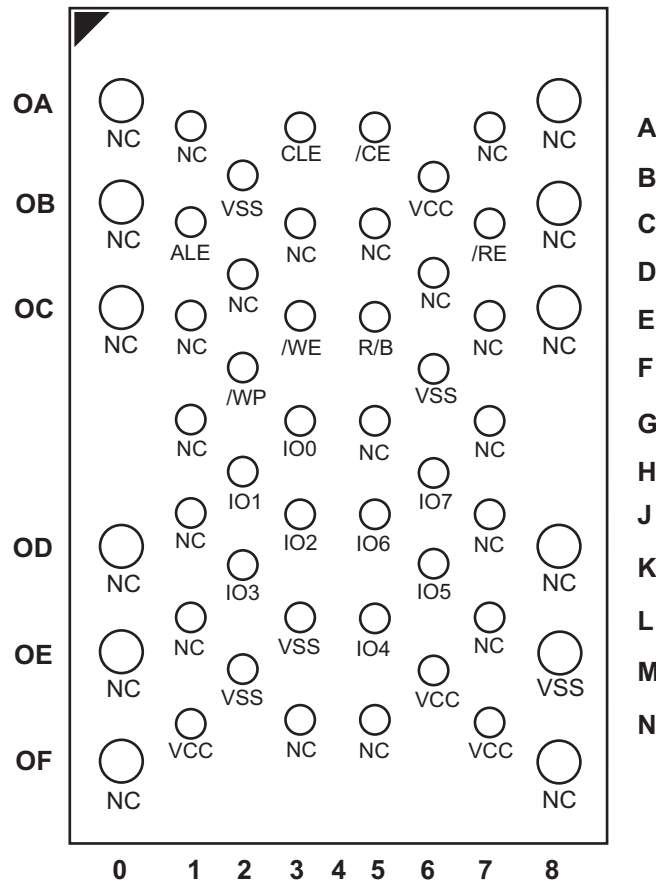 OA NC NC CLE /CE NC NC A
VSS VCC B
OB NC ALE NC NC /RE NC C
NC NC D
OC NC NC /WE R/B NC NC E
/WP VSS F
NC IO0 NC NC G
IO1 IO7 H
NC IO2 IO6 NC J
OD NC IO3 IO5 NC K
NC VSS IO4 NC L
OE NC VSS VCC VSS M
VCC NC NC VCC N
OF NC NC
0 1 2 3 4 5 6 7 8